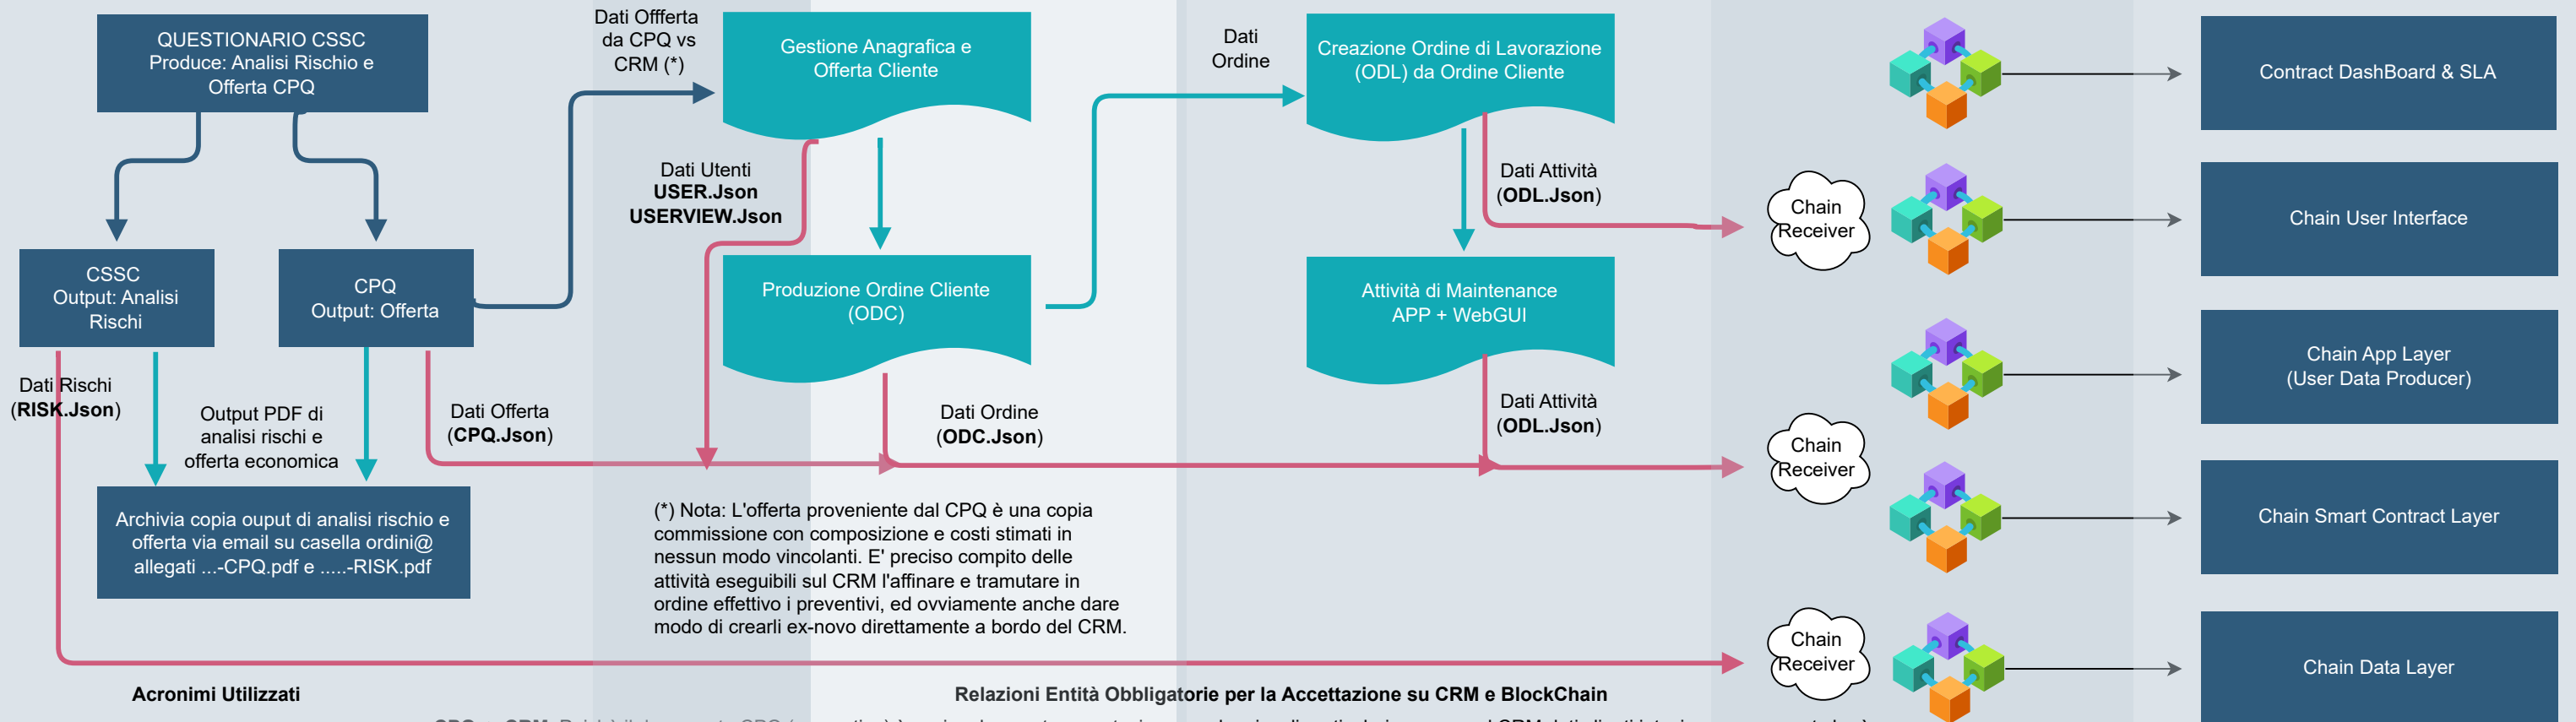 QUESTIONARIO CSSC
Produce: Analisi Rischio e
Offerta CPQ
CSSC
Output: Analisi
Rischi
CPQ
Output: Offerta
Dati Rischi
(RISK.Json)
Output PDF di
analisi rischi e
offerta economica
Dati Offerta
(CPQ.Json)
Archivia copia ouput di analisi rischio e
offerta via email su casella ordini@
allegati ...-CPQ.pdf e .....-RISK.pdf
Dati Offferta
da CPQ vs
CRM (*)
Gestione Anagrafica e
Offerta Cliente
Dati Utenti
USER.Json
USERVIEW.Json
Produzione Ordine Cliente
(ODC)
Dati Ordine
(ODC.Json)
(*) Nota: L'offerta proveniente dal CPQ è una copia
commissione con composizione e costi stimati in
nessun modo vincolanti. E' preciso compito delle
attività eseguibili sul CRM l'affinare e tramutare in
ordine effettivo i preventivi, ed ovviamente anche dare
modo di crearli ex-novo direttamente a bordo del CRM.
Dati
Ordine
Creazione Ordine di Lavorazione
(ODL) da Ordine Cliente
Dati Attività
(ODL.Json)
Attività di Maintenance
APP + WebGUI
Dati Attività
(ODL.Json)
Chain
Receiver
Chain
Receiver
Chain
Receiver
Contract DashBoard & SLA
Chain User Interface
Chain App Layer
(User Data Producer)
Chain Smart Contract Layer
Chain Data Layer
Acronimi Utilizzati
Relazioni Entità Obbligatorie per la Accettazione su CRM e BlockChain